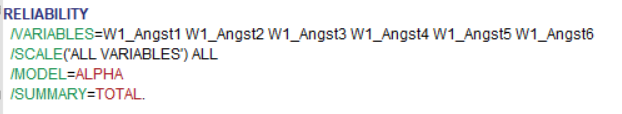 RELIABILITY
/VARIABLES=W1_Angst1 W1_Angst2 W1_Angst3 W1_Angst4 W1_Angst5 W1_Angst6
/SCALE('ALL VARIABLES') ALL
/MODEL=ALPHA
/SUMMARY=TOTAL.